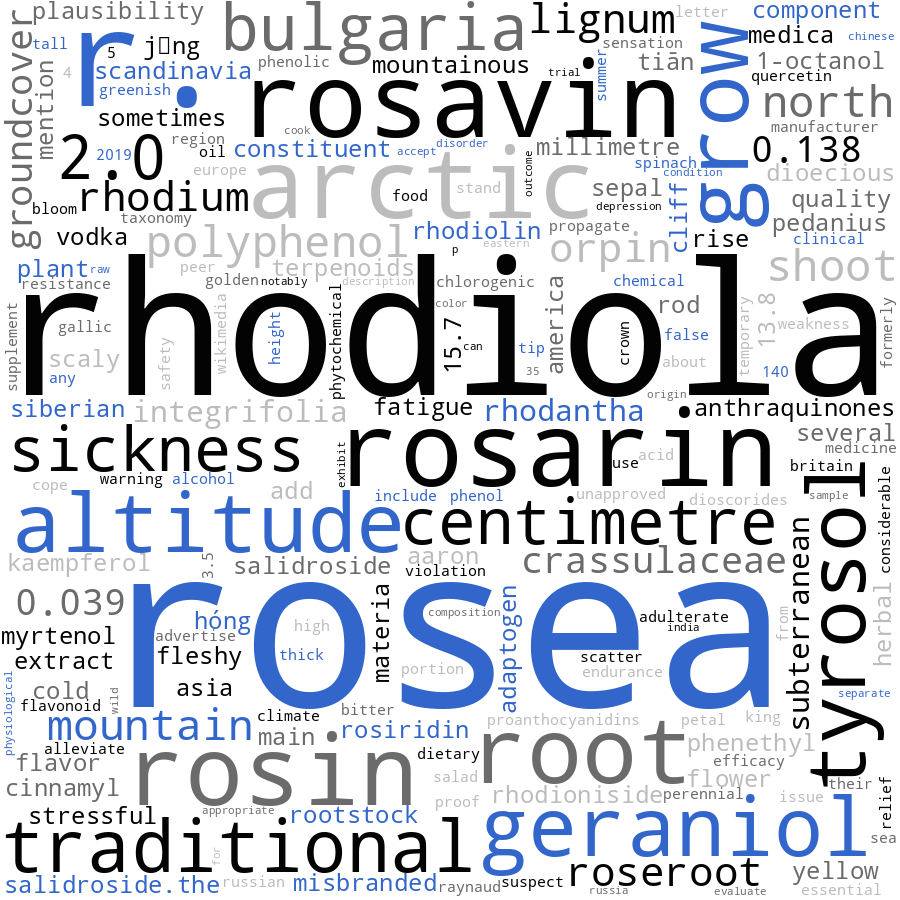 groundcover
plausibility
tall
r.
5
jīng
4
scandinavia
greenish
mention
bulgaria
lignum
letter
component
sensation
medica
chinese
phenolic
mountainous
trial
summer
tiān
1-octanol
quercetin
grow
sometimes
rosavin
north
cook
manufacturer
2.0
2019
region
oil
constituent
accept
disorder
millimetre
0.138
europe
spinach
condition
dioecious
rhodium
arctic
food
stand
outcome
sepal
depression
cliff
quality
bloom
taxonomy
pedanius
vodka
rhodiolin
propagate
rise
clinical
polyphenol
p
eastern
orpin
shoot
plant
raw
peer
terpenoids
resistance
golden
notably
description
chlorogenic
chemical
rhodiola
supplement
gallic
wikimedia
height
phytochemical
color
15.7
can
america
rod
crown
temporary
13.8
weakness
formerly
scaly
safety
tip
false
about
any
35
140
origin
siberian
integrifolia
fatigue
rhodantha
anthraquinones
sickness
rosarin
several
medicine
exhibit
use
acid
britain
warning
alcohol
cope
add
include
phenol
unapproved
dioscorides
sample
considerable
altitude
centimetre
tyrosol
kaempferol
3.5
salidroside
aaron
crassulaceae
violation
subterranean
0.039
rosea
hóng
high
materia
composition
adaptogen
adulterate
india
from
herbal
myrtenol
advertise
extract
fleshy
thick
scatter
portion
endurance
asia
physiological
cold
flavonoid
wild
separate
bitter
climate
mountain
main
rosiridin
proanthocyanidins
petal
king
alleviate
flavor
rosin
dietary
root
phenethyl
efficacy
cinnamyl
salad
flower
their
proof
rhodioniside
perennial
issue
relief
stressful
appropriate
rootstock
traditional
for
geraniol
sea
salidroside.the
russian
misbranded
raynaud
suspect
roseroot
russia
evaluate
yellow
essential